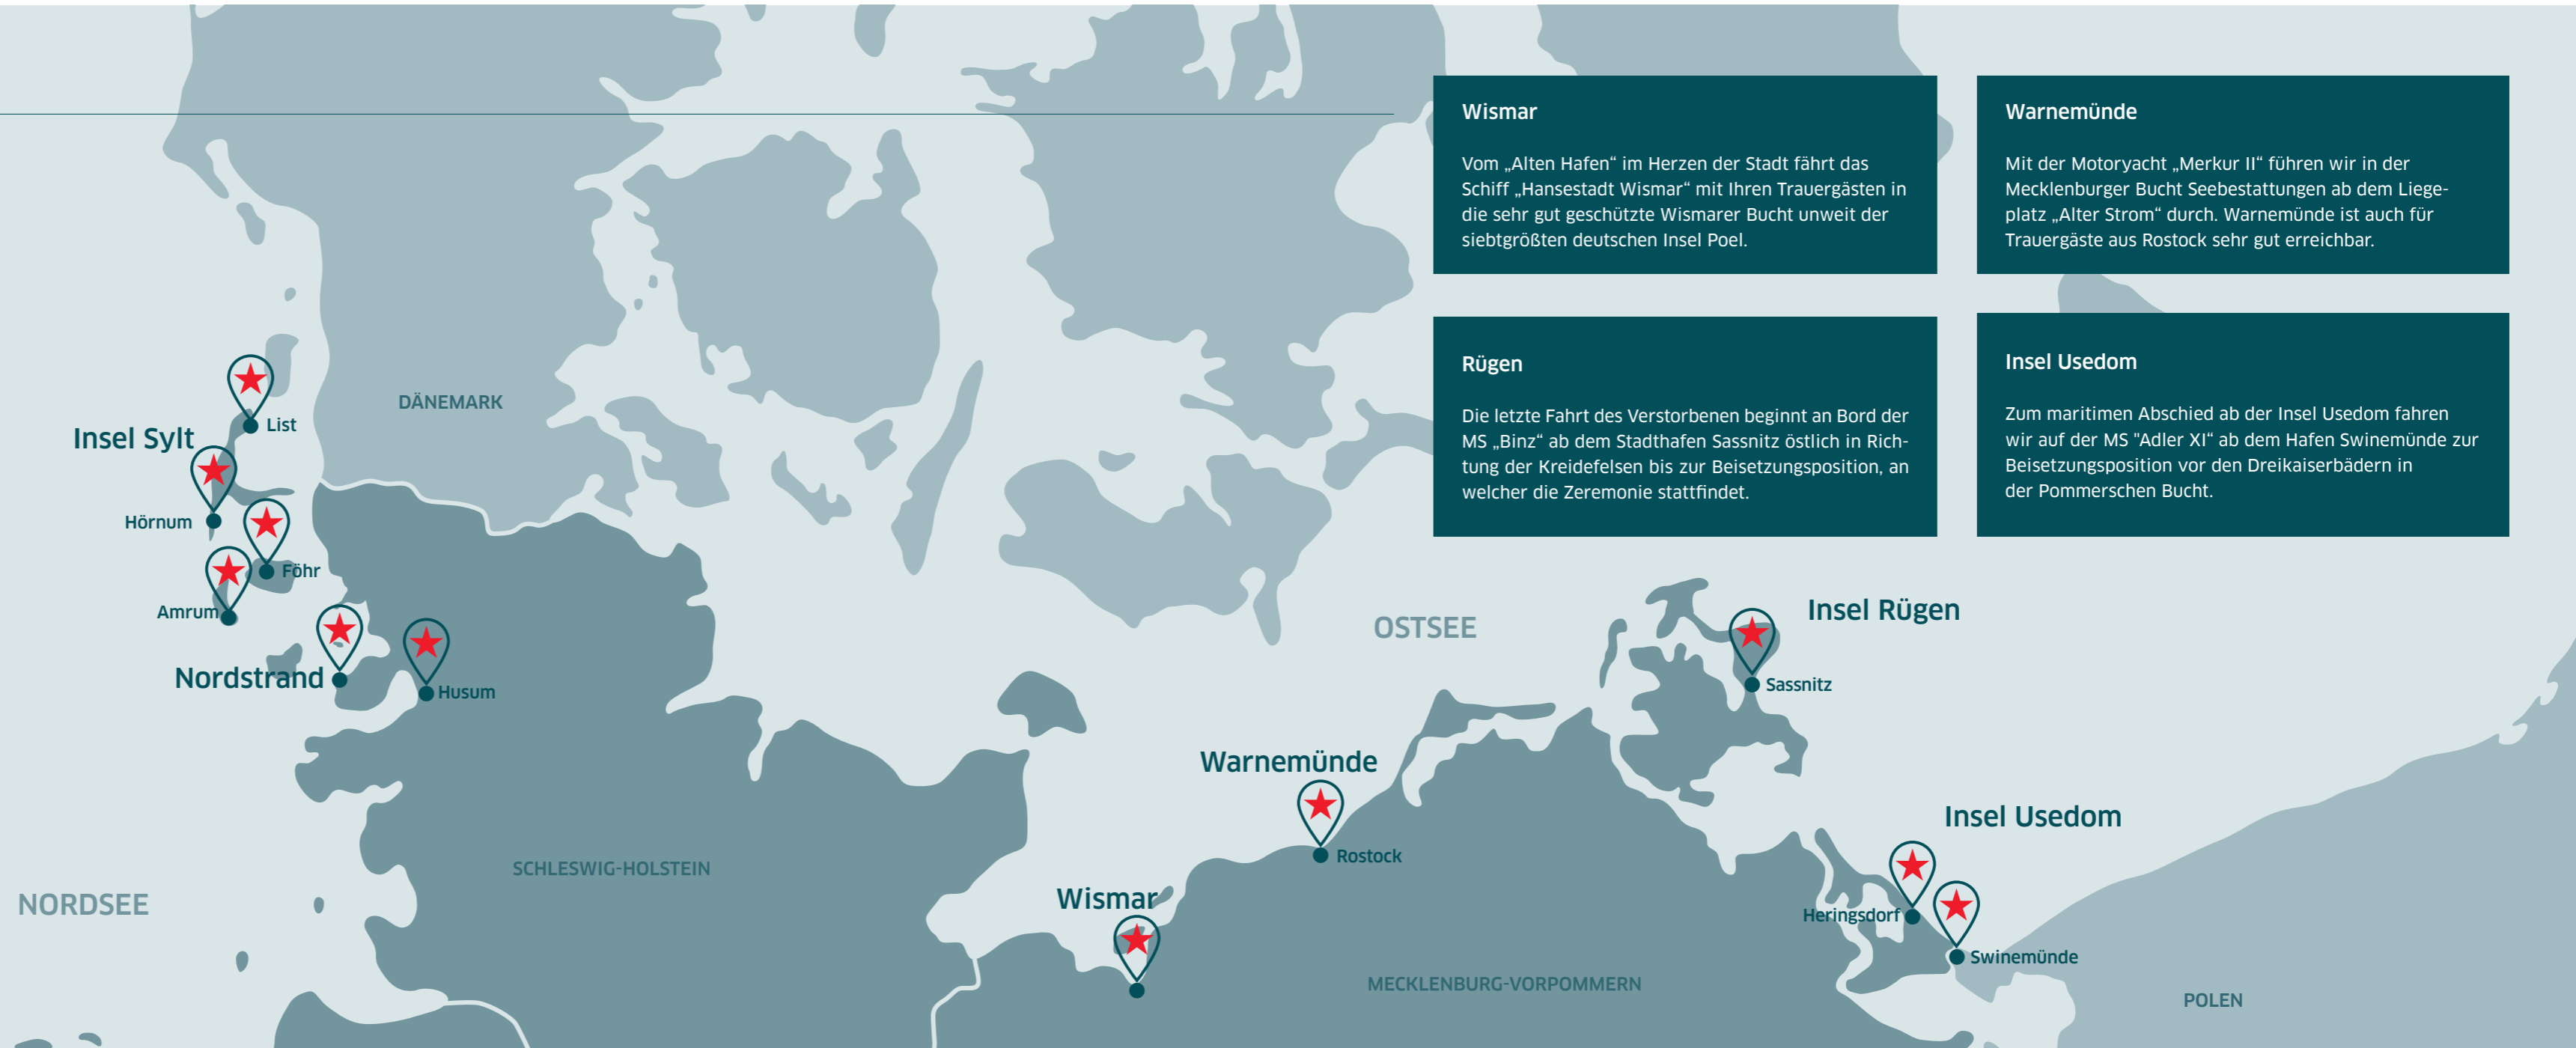 Wismar
Vom „Alten Hafen“ im Herzen der Stadt fährt das
Schiff „Hansestadt Wismar“ mit Ihren Trauergästen in
die sehr gut geschützte Wismarer Bucht unweit der
siebtgrößten deutschen Insel Poel.
Warnemünde
Mit der Motoryacht „Merkur II“ führen wir in der
Mecklenburger Bucht Seebestattungen ab dem Liege-
platz „Alter Strom“ durch. Warnemünde ist auch für
Trauergäste aus Rostock sehr gut erreichbar.
Rügen
Die letzte Fahrt des Verstorbenen beginnt an Bord der
MS „Binz“ ab dem Stadthafen Sassnitz östlich in Rich-
tung der Kreidefelsen bis zur Beisetzungsposition, an
welcher die Zeremonie stattfindet.
Insel Usedom
Zum maritimen Abschied ab der Insel Usedom fahren
wir auf der MS "Adler XI“ ab dem Hafen Swinemünde zur
Beisetzungsposition vor den Dreikaiserbädern in
der Pommerschen Bucht.
DÄNEMARK
List
Insel Sylt
Hörnum
Föhr
Amrum
Nordstrand
Husum
OSTSEE
Insel Rügen
Sassnitz
Warnemünde
Rostock
Insel Usedom
SCHLESWIG-HOLSTEIN
NORDSEE
Wismar
Heringsdorf
Swinemünde
MECKLENBURG-VORPOMMERN
POLEN